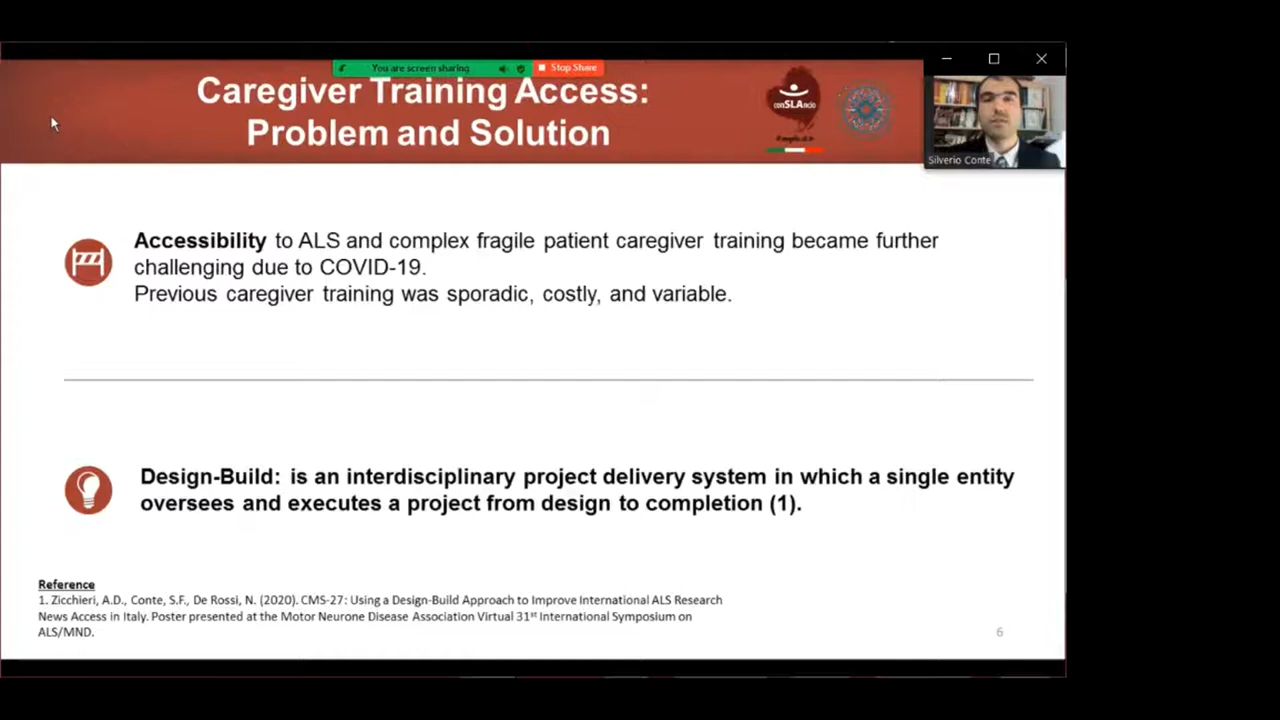 You are screen sharing
Stop Share
Caregiver Training Access:
Problem and Solution
conSLAncio
Silverio Conte
Accessibility to ALS and complex fragile patient caregiver training became further
challenging due to COVID-19.
Previous caregiver training was sporadic, costly, and variable.
Design-Build: is an interdisciplinary project delivery system in which a single entity
oversees and executes a project from design to completion (1).
Reference
1. Zicchieri, A.D., Conte, S.F., De Rossi, N. (2020). CMS-27: Using a Design-Build Approach to Improve International ALS Research
News Access in Italy. Poster presented at the Motor Neurone Disease Association Virtual 31st International Symposium on
ALS/MND.
6